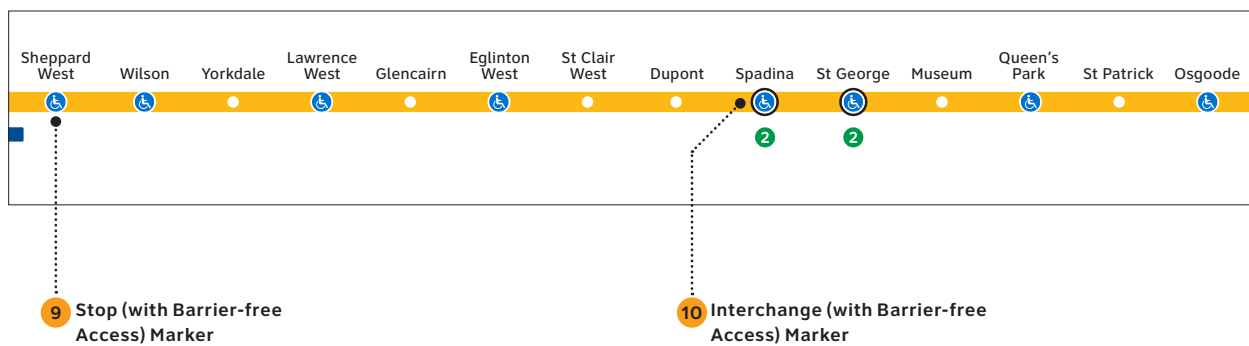 Sheppard
West
Wilson
Yorkdale
Lawrence
West
Glencairn
Eglinton
West
St Clair
West
Dupont
Spadina
St George
Museum
Queen's
Park
St Patrick
Osgoode
2
2
9 Stop (with Barrier-free
Access) Marker
10 Interchange (with Barrier-free
Access) Marker